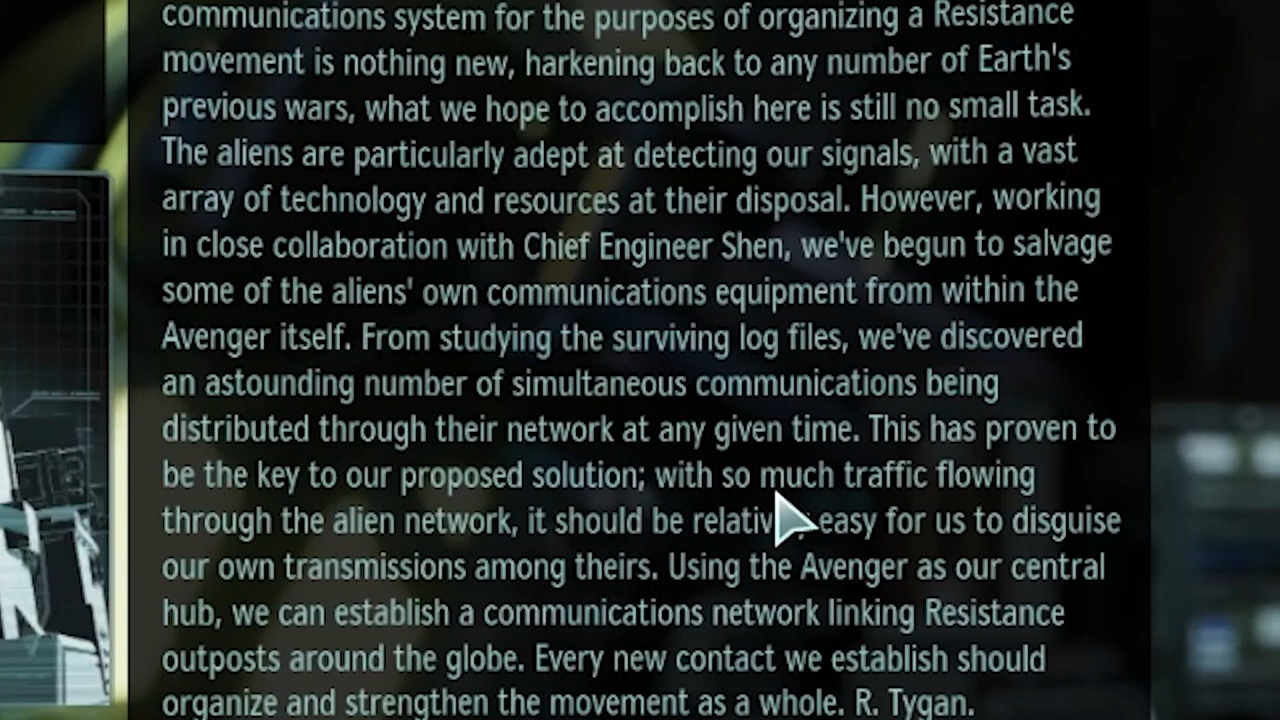 communications system for the purposes of organizing a Resistance
movement is nothing new, harkening back to any number of Earth's
previous wars, what we hope to accomplish here is still no small task.
The aliens are particularly adept at detecting our signals, with a vast
array of technology and resources at their disposal. However, working
in close collaboration with Chief Engineer Shen, we've begun to salvage
some of the aliens' own communications equipment from within the
Avenger itself. From studying the surviving log files, we've discovered
an astounding number of simultaneous communications being
distributed through their network at any given time. This has proven to
be the key to our proposed solution; with so much traffic flowing
through the alien network, it should be easy for us to disguise
our own transmissions among theirs. Using the Avenger as our central
hub, we can establish a communications network linking Resistance
outposts around the globe. Every new contact we establish should
organize and strengthen the movement as a whole. R. Tygan.